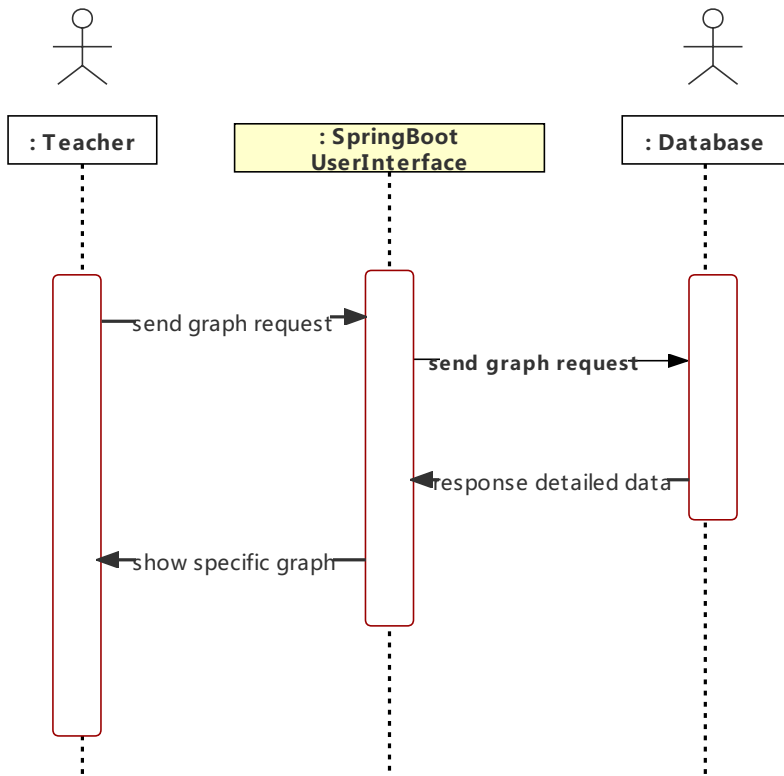 : Teacher
: SpringBoot
UserInterface
: Database
send graph request
send graph request
response detailed data
show specific graph